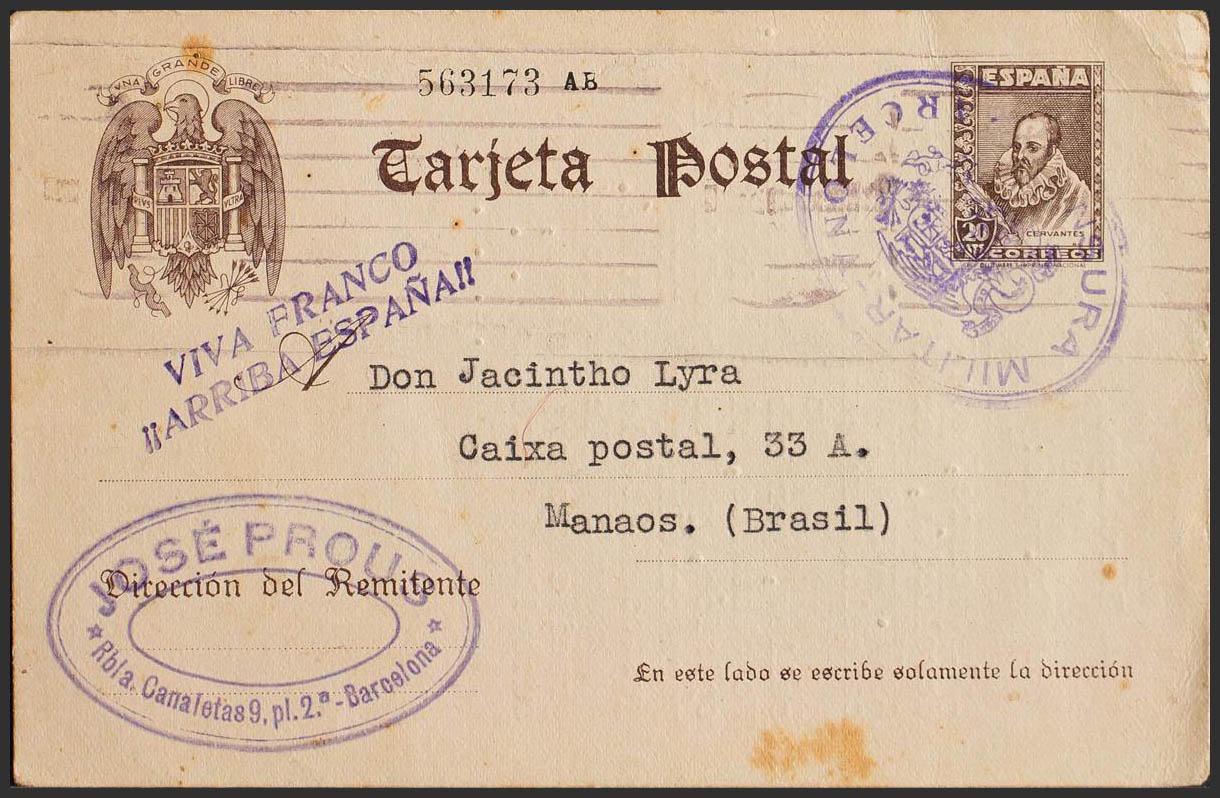 UNA GRANDE LIBRE
563173 AB
ESPAÑA
Tarjeta Postal
PLVS VLTRA
CERVANTES
20
CORREOS
MILITAR
VIVA FRANCO
¡¡ARRIBA ESPAÑA!!
Don Jacintho Lyra
Caixa postal, 33 A.
Manaos. (Brasil)
JOSÉ
Dirección del Remitente
Rbla. Canaletas 9, pl. 2.ª - Barcelona
En este lado se escribe solamente la dirección